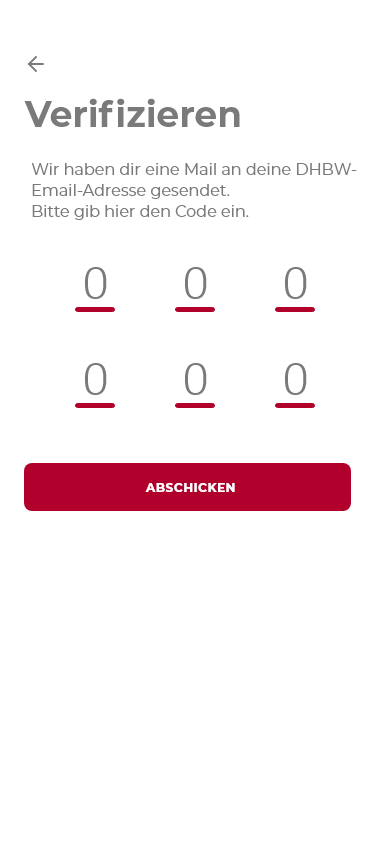 Verifizieren
Wir haben dir eine Mail an deine DHBW-
Email-Adresse gesendet.
Bitte gib hier den Code ein.
0 0 0
0 0 0
ABSCHICKEN